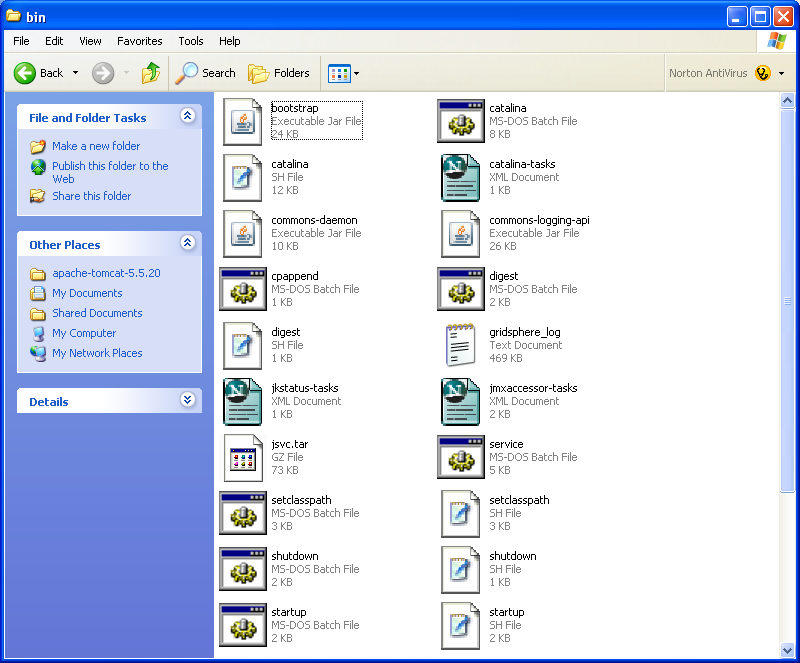 bin
File Edit View Favorites Tools Help
Back Search Folders Norton AntiVirus
File and Folder Tasks
Make a new folder
Publish this folder to the
Web
Share this folder
Other Places
apache-tomcat-5.5.20
My Documents
Shared Documents
My Computer
My Network Places
Details
bootstrap
Executable Jar File
24 KB
catalina
MS-DOS Batch File
8 KB
catalina
SH File
12 KB
catalina-tasks
XML Document
1 KB
commons-daemon
Executable Jar File
10 KB
commons-logging-api
Executable Jar File
26 KB
cpappend
MS-DOS Batch File
1 KB
digest
MS-DOS Batch File
2 KB
digest
SH File
1 KB
gridsphere_log
Text Document
469 KB
jkstatus-tasks
XML Document
1 KB
jmxaccessor-tasks
XML Document
2 KB
jsvc.tar
GZ File
73 KB
service
MS-DOS Batch File
5 KB
setclasspath
MS-DOS Batch File
3 KB
setclasspath
SH File
3 KB
shutdown
MS-DOS Batch File
2 KB
shutdown
SH File
1 KB
startup
MS-DOS Batch File
2 KB
startup
SH File
2 KB